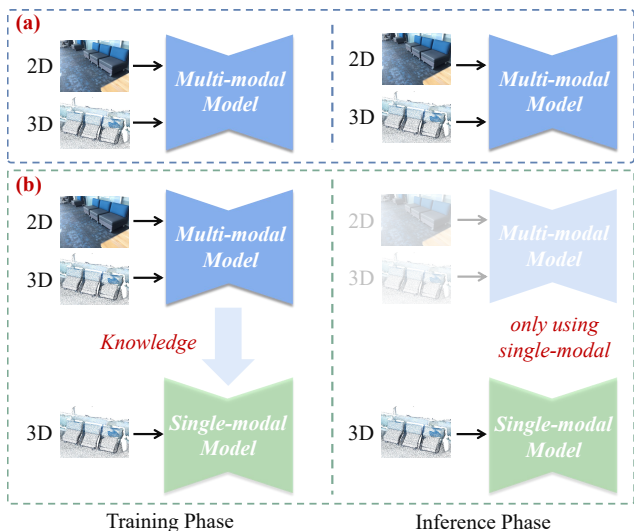 (a)
2D
3D
Multi-modal
Model
2D
3D
Multi-modal
Model
(b)
2D
3D
Multi-modal
Model
Knowledge
3D
Single-modal
Model
2D
3D
Multi-modal
Model
only using
single-modal
3D
Single-modal
Model
Training Phase
Inference Phase